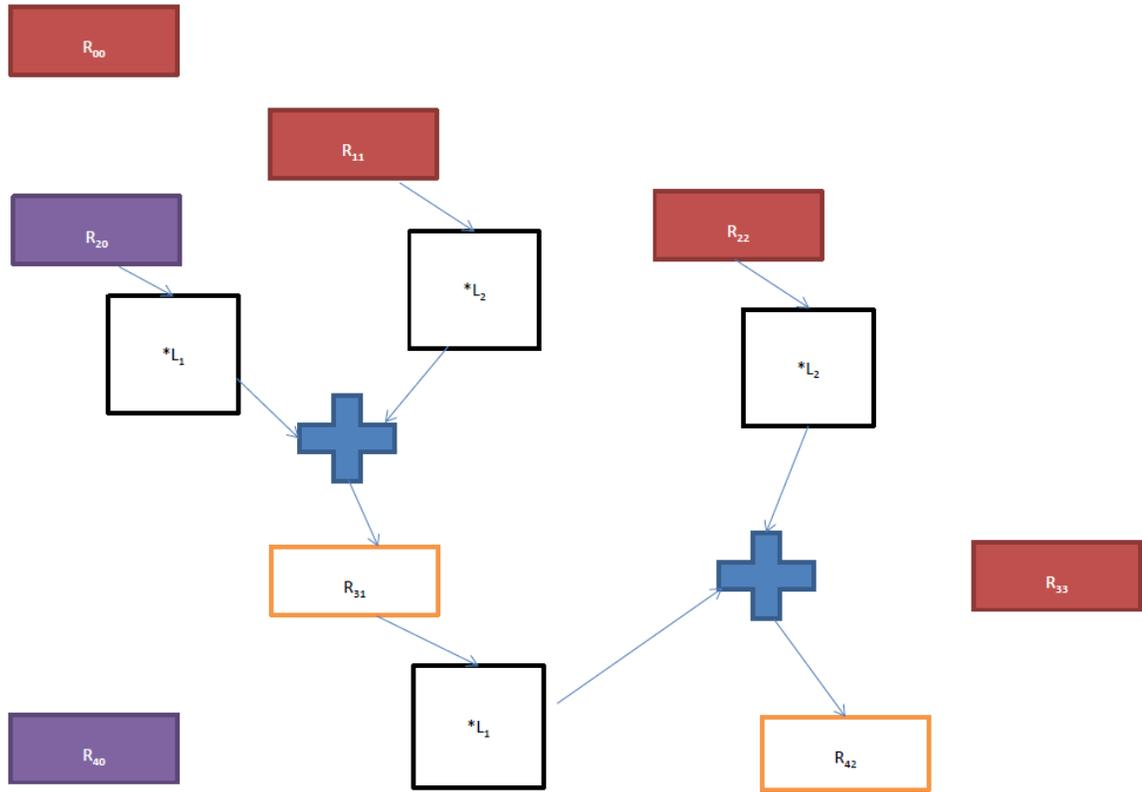 R₀₀
R₁₁
R₂₀
R₂₂
*L₂
*L₁
*L₂
R₃₁
R₃₃
*L₁
R₄₀
R₄₂